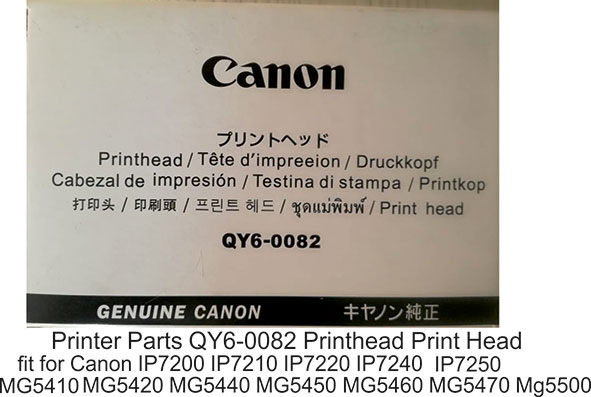 Canon
プリントヘッド
Printhead / Tête d'impreeion / Druckkopf
Cabezal de impresión / Testina di stampa / Printkop
打印头 / 印刷頭 / 프린트 헤드 / ชุดแม่พิมพ์ / Print head
QY6-0082
GENUINE CANON キヤノン純正
Printer Parts QY6-0082 Printhead Print Head
fit for Canon IP7200 IP7210 IP7220 IP7240 IP7250
MG5410 MG5420 MG5440 MG5450 MG5460 MG5470 Mg5500